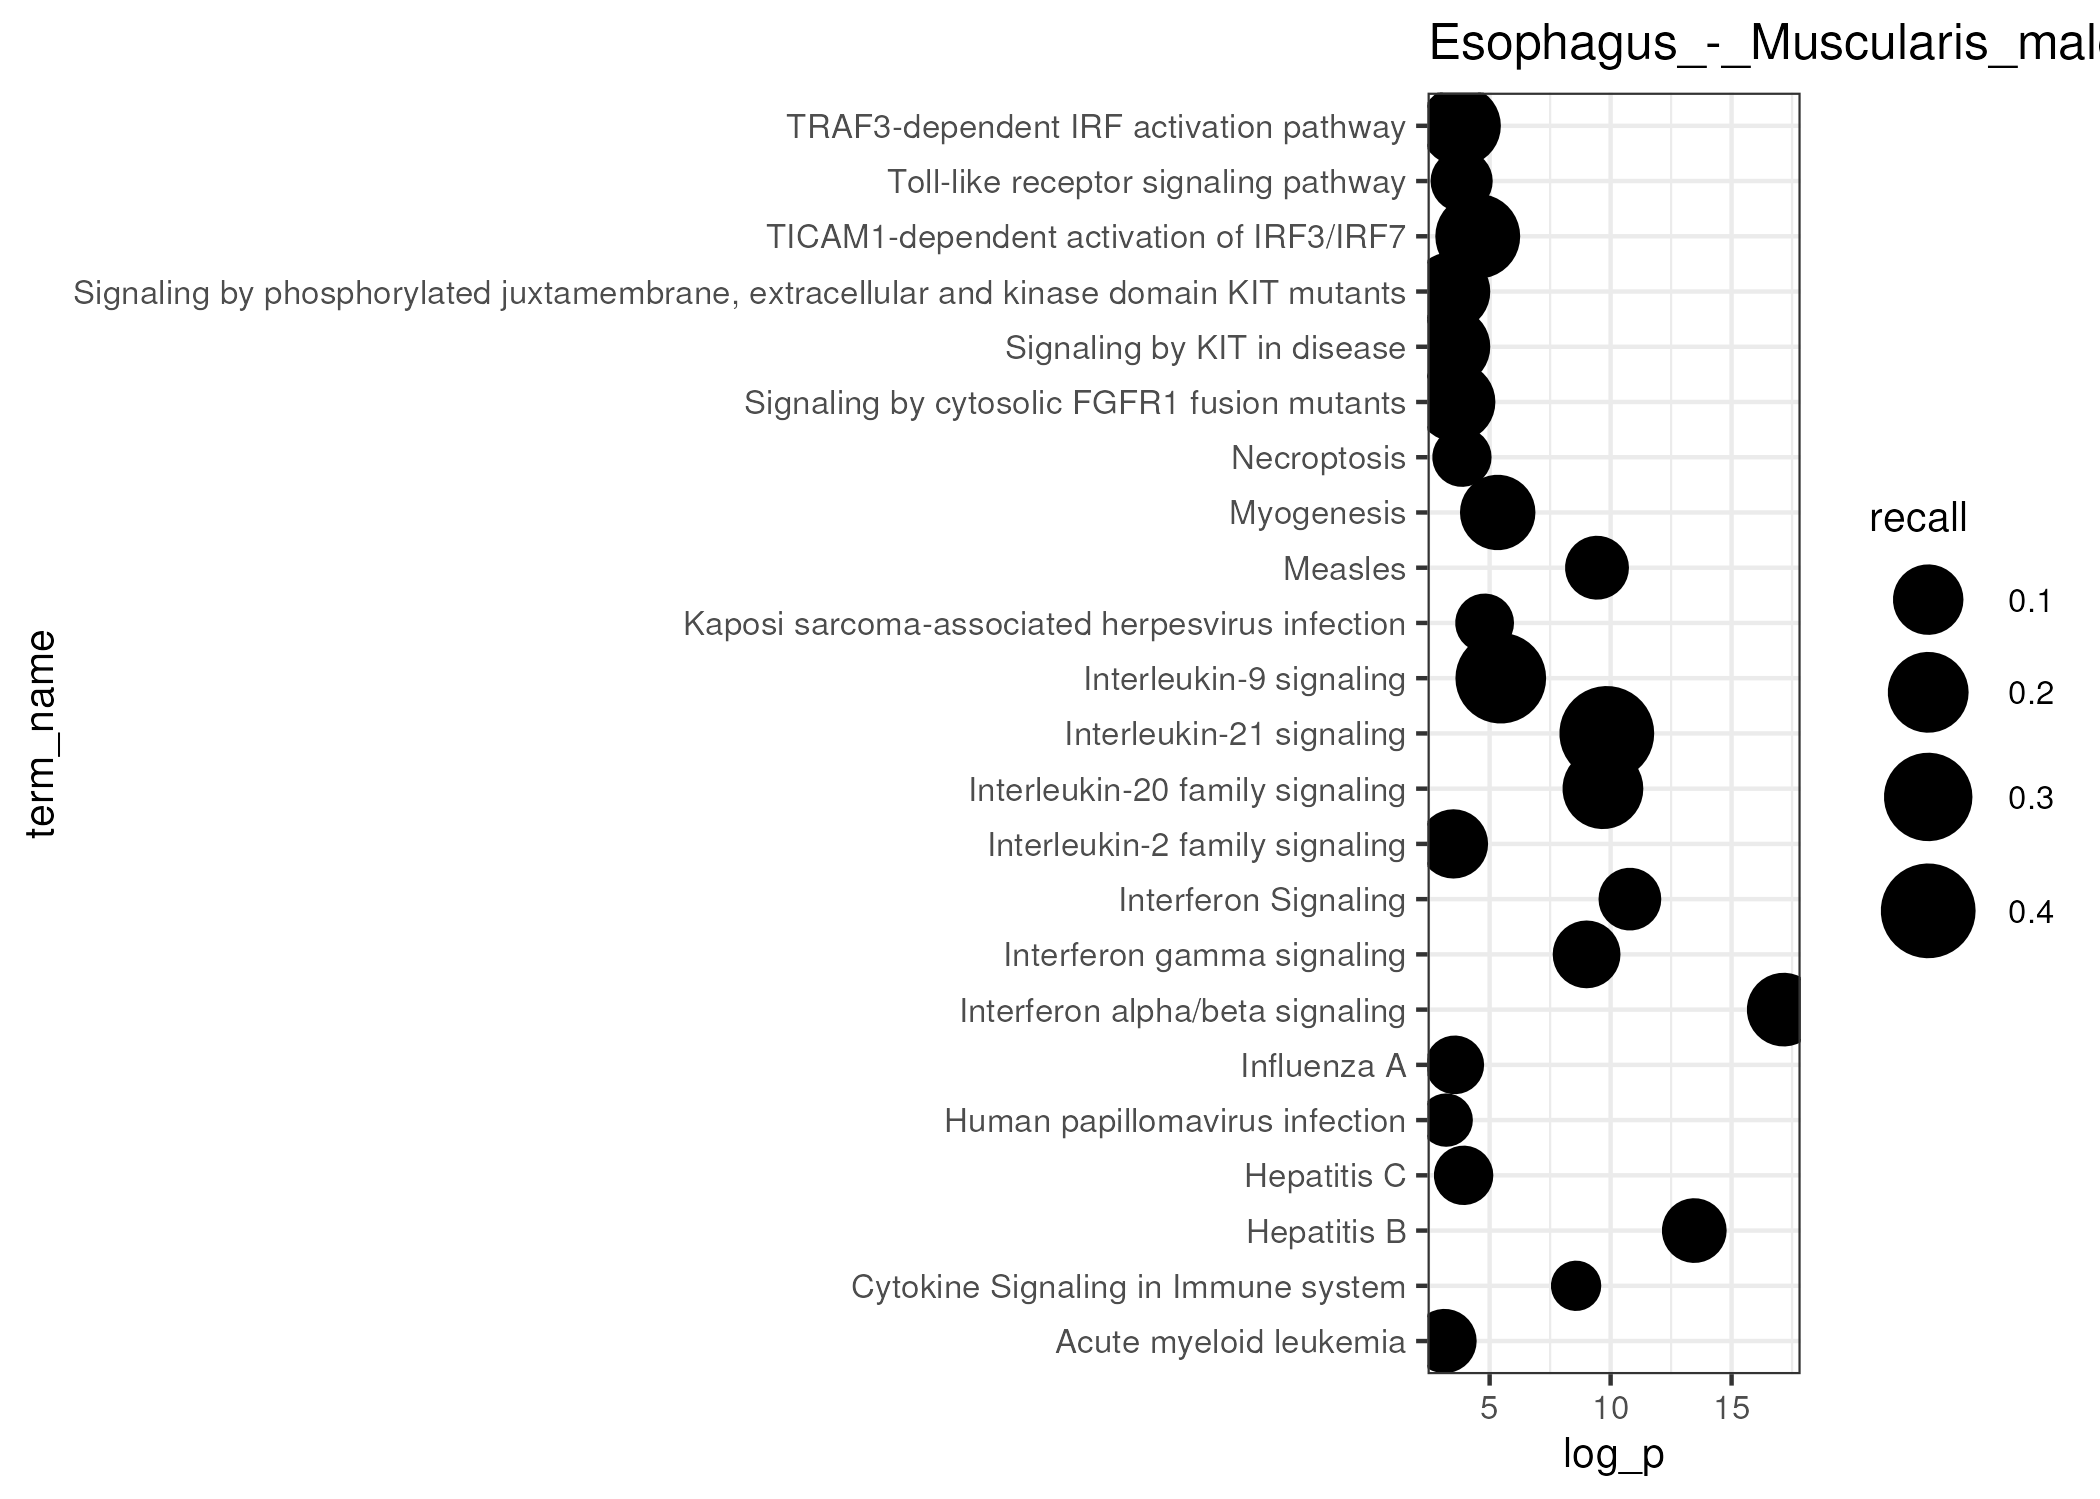 Esophagus_-_Muscularis_mal
TRAF3-dependent IRF activation pathway
Toll-like receptor signaling pathway
TICAM1-dependent activation of IRF3/IRF7
Signaling by phosphorylated juxtamembrane, extracellular and kinase domain KIT mutants
Signaling by KIT in disease
Signaling by cytosolic FGFR1 fusion mutants
Necroptosis
Myogenesis
Measles
Kaposi sarcoma-associated herpesvirus infection
Interleukin-9 signaling
Interleukin-21 signaling
Interleukin-20 family signaling
Interleukin-2 family signaling
Interferon Signaling
Interferon gamma signaling
Interferon alpha/beta signaling
Influenza A
Human papillomavirus infection
Hepatitis C
Hepatitis B
Cytokine Signaling in Immune system
Acute myeloid leukemia
term_name
5 10 15
log_p
recall
0.1
0.2
0.3
0.4